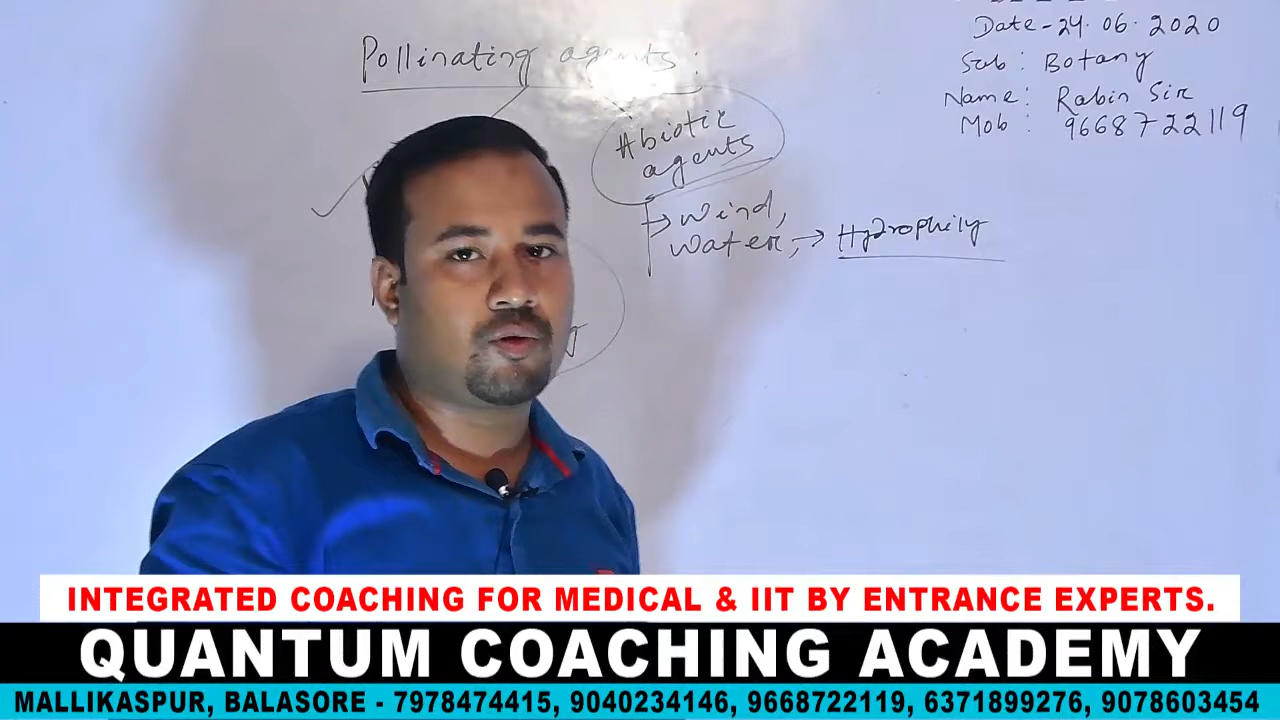 Pollinating agents :
Date - 24.06.2020
Sub : Botany
Name : Rabin Sir
Mob : 9668722119
Abiotic
agents
→ Wind,
Water, → Hydrophily
INTEGRATED COACHING FOR MEDICAL & IIT BY ENTRANCE EXPERTS.
QUANTUM COACHING ACADEMY
MALLIKASPUR, BALASORE - 7978474415, 9040234146, 9668722119, 6371899276, 9078603454